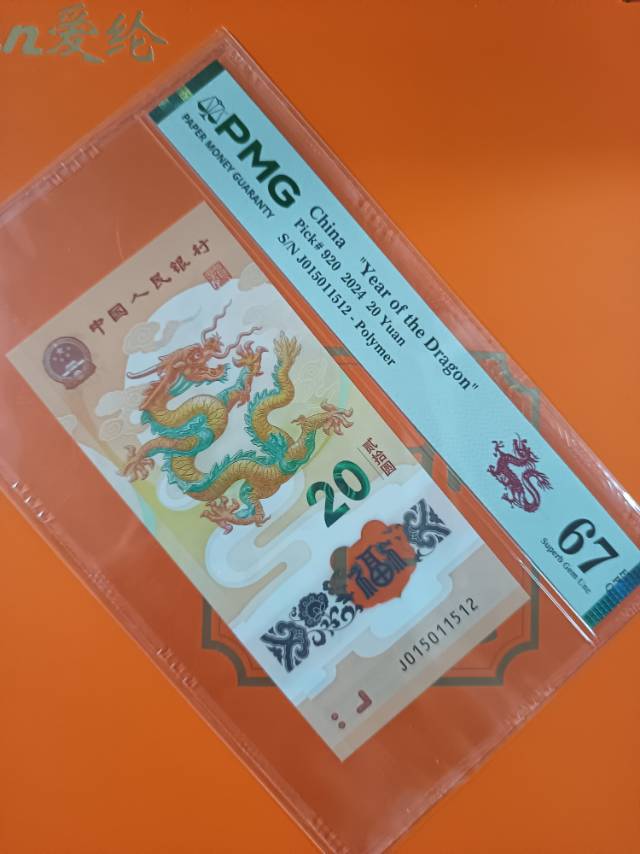 n爱纶
PMG
PAPER MONEY GUARANTY
China
"Year of the Dragon"
Pick# 920 2024 20 Yuan
S/N J015011512 - Polymer
67
Superb Gem Unc
中国人民银行
贰拾圆
20
福
J015011512